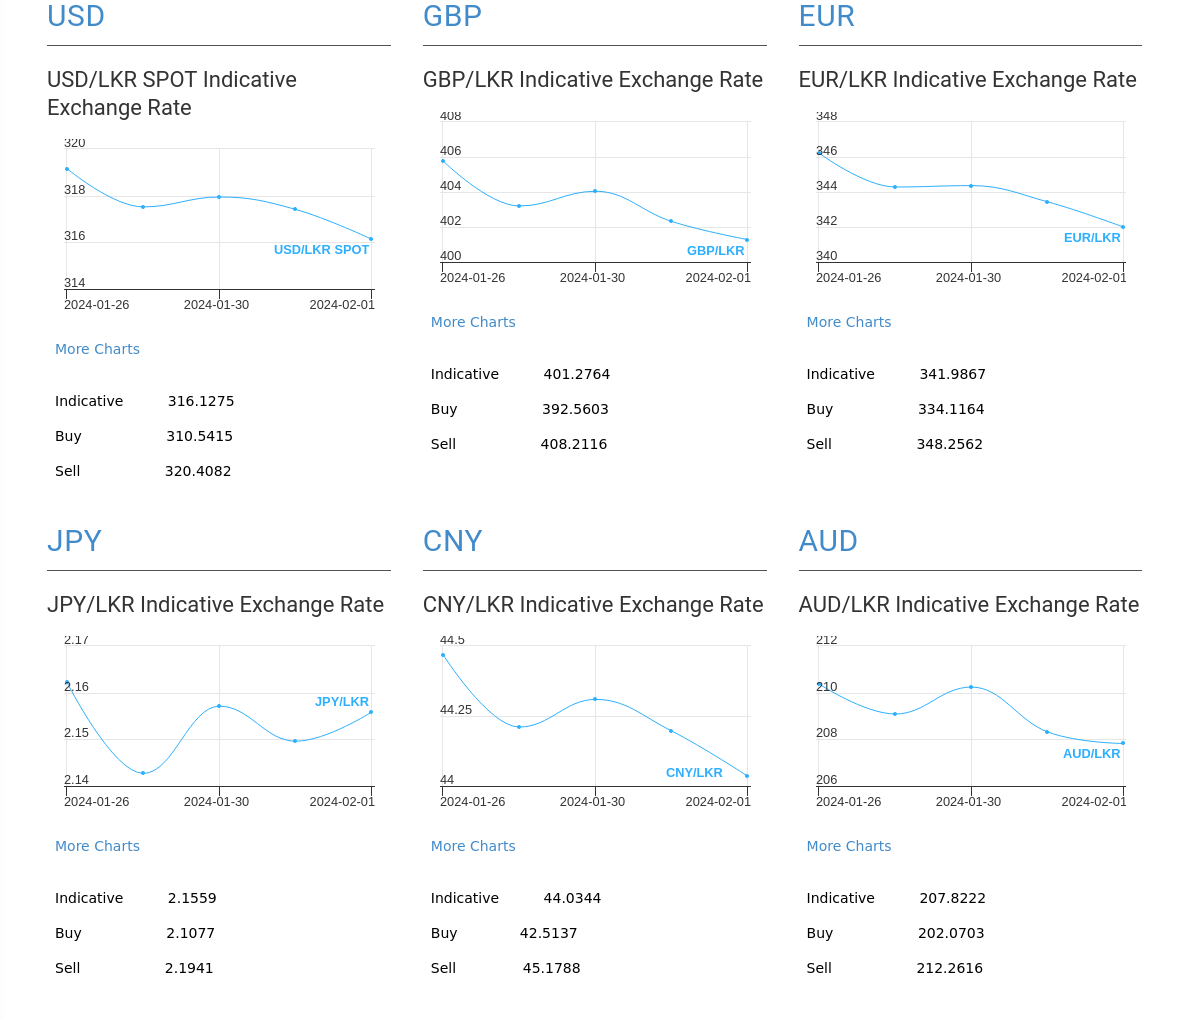 USD
USD/LKR SPOT Indicative
Exchange Rate
320
318
316
314
USD/LKR SPOT
2024-01-26 2024-01-30 2024-02-01
More Charts
Indicative 316.1275
Buy 310.5415
Sell 320.4082
GBP
GBP/LKR Indicative Exchange Rate
408
406
404
402
400
GBP/LKR
2024-01-26 2024-01-30 2024-02-01
More Charts
Indicative 401.2764
Buy 392.5603
Sell 408.2116
EUR
EUR/LKR Indicative Exchange Rate
348
346
344
342
340
EUR/LKR
2024-01-26 2024-01-30 2024-02-01
More Charts
Indicative 341.9867
Buy 334.1164
Sell 348.2562
JPY
JPY/LKR Indicative Exchange Rate
2.17
2.16
2.15
2.14
JPY/LKR
2024-01-26 2024-01-30 2024-02-01
More Charts
Indicative 2.1559
Buy 2.1077
Sell 2.1941
CNY
CNY/LKR Indicative Exchange Rate
44.5
44.25
44
CNY/LKR
2024-01-26 2024-01-30 2024-02-01
More Charts
Indicative 44.0344
Buy 42.5137
Sell 45.1788
AUD
AUD/LKR Indicative Exchange Rate
212
210
208
206
AUD/LKR
2024-01-26 2024-01-30 2024-02-01
More Charts
Indicative 207.8222
Buy 202.0703
Sell 212.2616